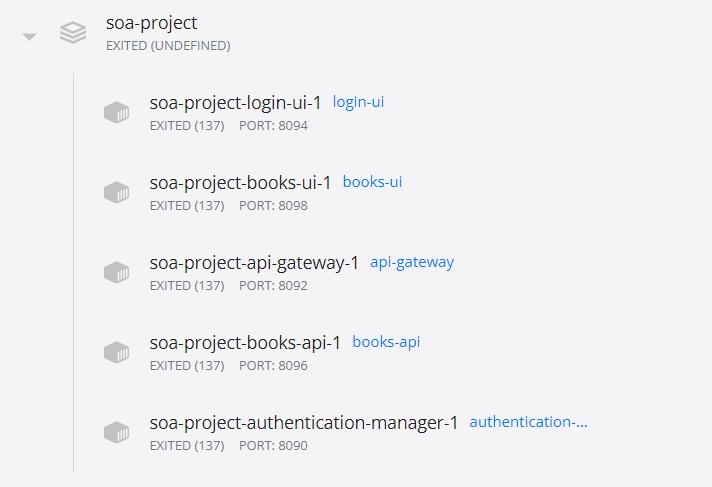 soa-project
EXITED (UNDEFINED)
soa-project-login-ui-1 login-ui
EXITED (137) PORT: 8094
soa-project-books-ui-1 books-ui
EXITED (137) PORT: 8098
soa-project-api-gateway-1 api-gateway
EXITED (137) PORT: 8092
soa-project-books-api-1 books-api
EXITED (137) PORT: 8096
soa-project-authentication-manager-1 authentication-...
EXITED (137) PORT: 8090